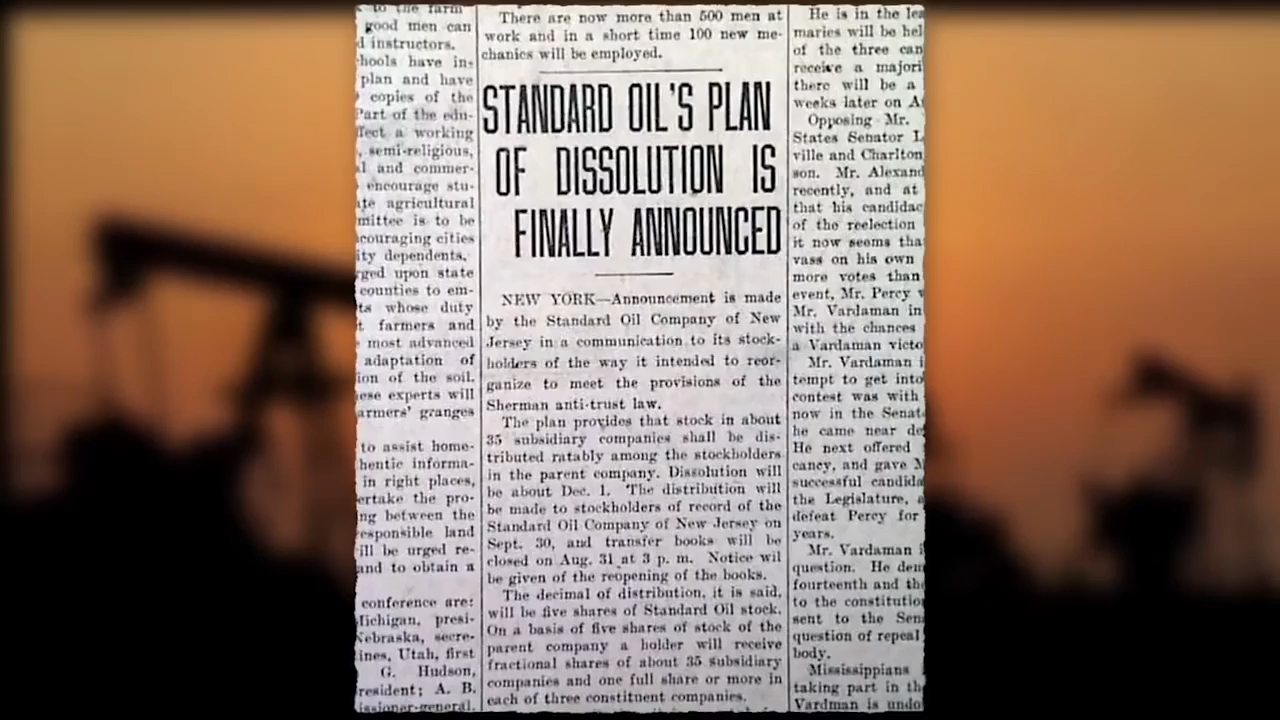 to the farm
good men can
d instructors.
hools have in-
plan and have
copies of the
Part of the edu-
fect a working
, semi-religious,
l and commer-
encourage stu-
te agricultural
mittee is to be
couraging cities
ity dependents,
rged upon state
counties to em-
ts whose duty
t farmers and
most advanced
adaptation of
ion of the soil.
ese experts will
armers' granges
to assist home-
hentic informa-
in right places,
ertake the pro-
ng between the
esponsible land
ill be urged re-
and to obtain a
conference are:
Michigan, presi-
Nebraska, secre-
ines, Utah, first
G. Hudson,
resident; A. B.
issioner-general.
There are now more than 500 men at
work and in a short time 100 new me-
chanics will be employed.
STANDARD OIL'S PLAN
OF DISSOLUTION IS
FINALLY ANNOUNCED
NEW YORK—Announcement is made
by the Standard Oil Company of New
Jersey in a communication to its stock-
holders of the way it intended to reor-
ganize to meet the provisions of the
Sherman anti-trust law.
The plan provides that stock in about
35 subsidiary companies shall be dis-
tributed ratably among the stockholders
in the parent company. Dissolution will
be about Dec. 1. The distribution will
be made to stockholders of record of the
Standard Oil Company of New Jersey on
Sept. 30, and transfer books will be
closed on Aug. 31 at 3 p. m. Notice wil
be given of the reopening of the books.
The decimal of distribution, it is said,
will be five shares of Standard Oil stock.
On a basis of five shares of stock of the
parent company a holder will receive
fractional shares of about 35 subsidiary
companies and one full share or more in
each of three constituent companies.
He is in the lea
maries will be hel
of the three can
receive a majori
there will be a
weeks later on A
Opposing Mr.
States Senator L
ville and Charlton
son. Mr. Alexand
recently, and at
that his candidac
of the reelection
it now seems tha
vass on his own
more votes than
event, Mr. Percy w
Mr. Vardaman in
with the chances
a Vardaman victo
Mr. Vardaman i
tempt to get into
contest was with
now in the Senat
he came near de
He next offered
cancy, and gave M
successful candida
the Legislature, a
defeat Percy for
years.
Mr. Vardaman i
question. He dem
fourteenth and th
to the constitution
sent to the Sen
question of repeal
body.
Mississippians
taking part in th
Vardman is undo